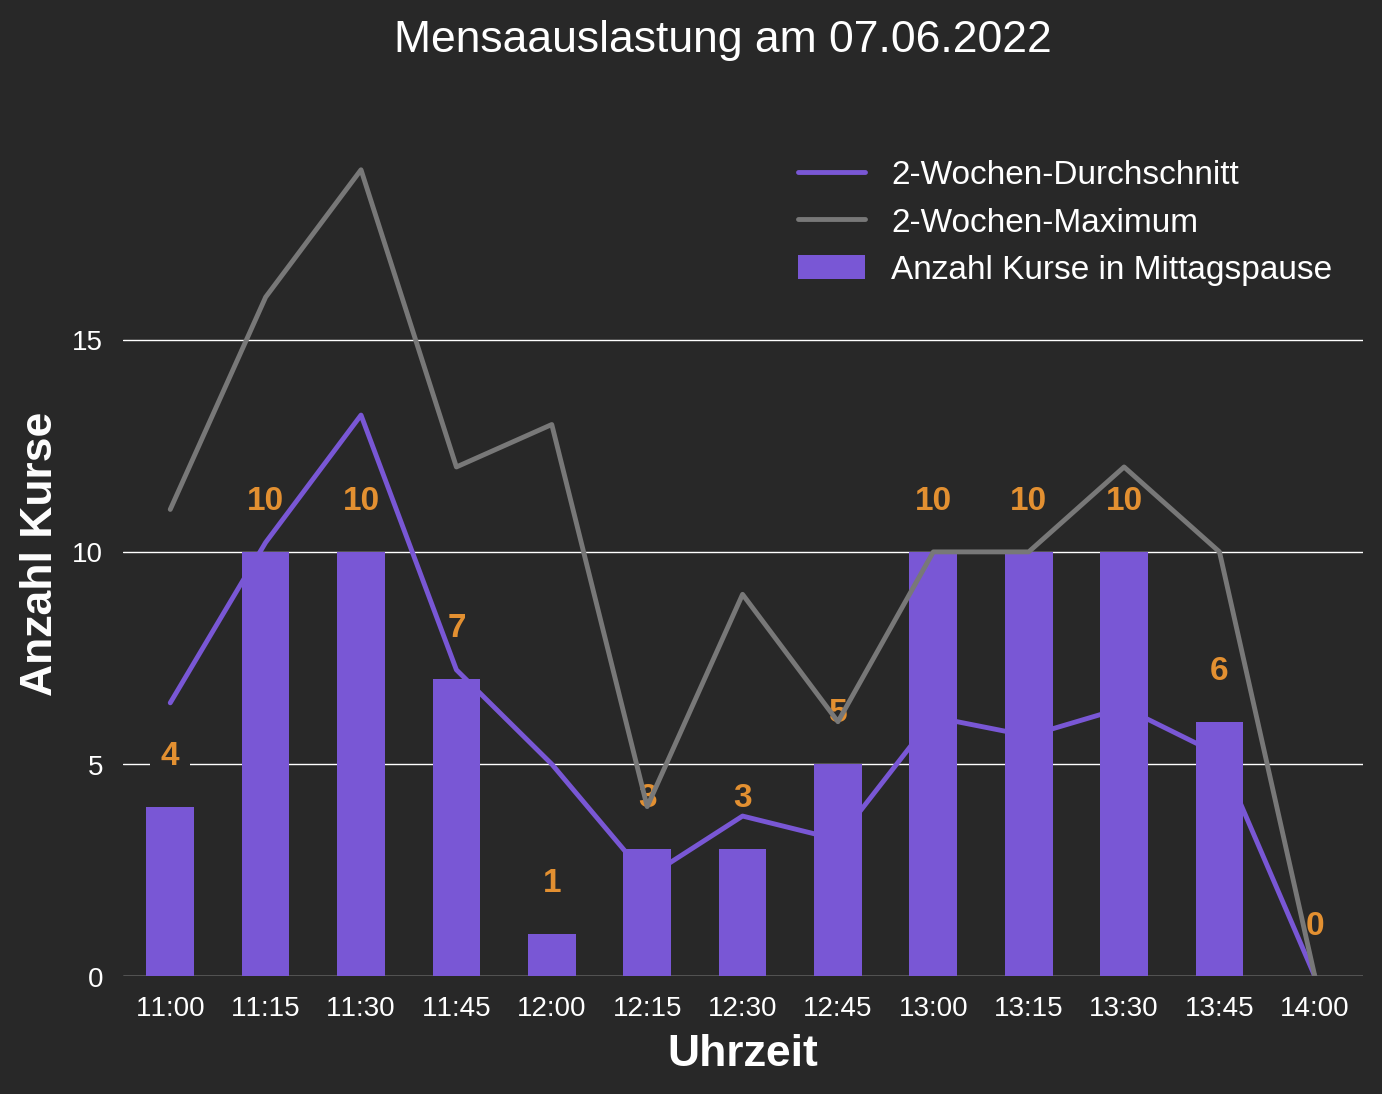 Mensaauslastung am 07.06.2022
2-Wochen-Durchschnitt
2-Wochen-Maximum
Anzahl Kurse in Mittagspause
Anzahl Kurse
15
10
5
0
4
10
10
7
1
3
3
5
10
10
10
6
0
11:00 11:15 11:30 11:45 12:00 12:15 12:30 12:45 13:00 13:15 13:30 13:45 14:00
Uhrzeit